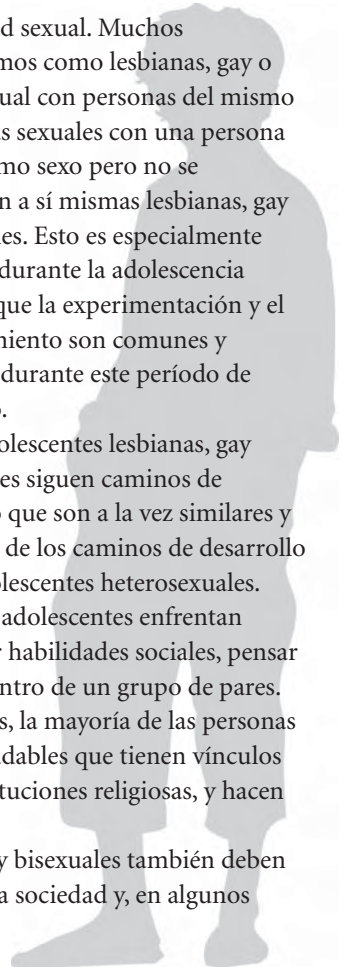 d sexual. Muchos
mos como lesbianas, gay o
ual con personas del mismo
as sexuales con una persona
smo sexo pero no se
n a sí mismas lesbianas, gay
les. Esto es especialmente
durante la adolescencia
que la experimentación y el
miento son comunes y
durante este período de
o.
olescentes lesbianas, gay
es siguen caminos de
o que son a la vez similares y
de los caminos de desarrollo
olescentes heterosexuales.
adolescentes enfrentan
r habilidades sociales, pensar
entro de un grupo de pares.
s, la mayoría de las personas
udables que tienen vínculos
tuciones religiosas, y hacen
y bisexuales también deben
a sociedad y, en algunos